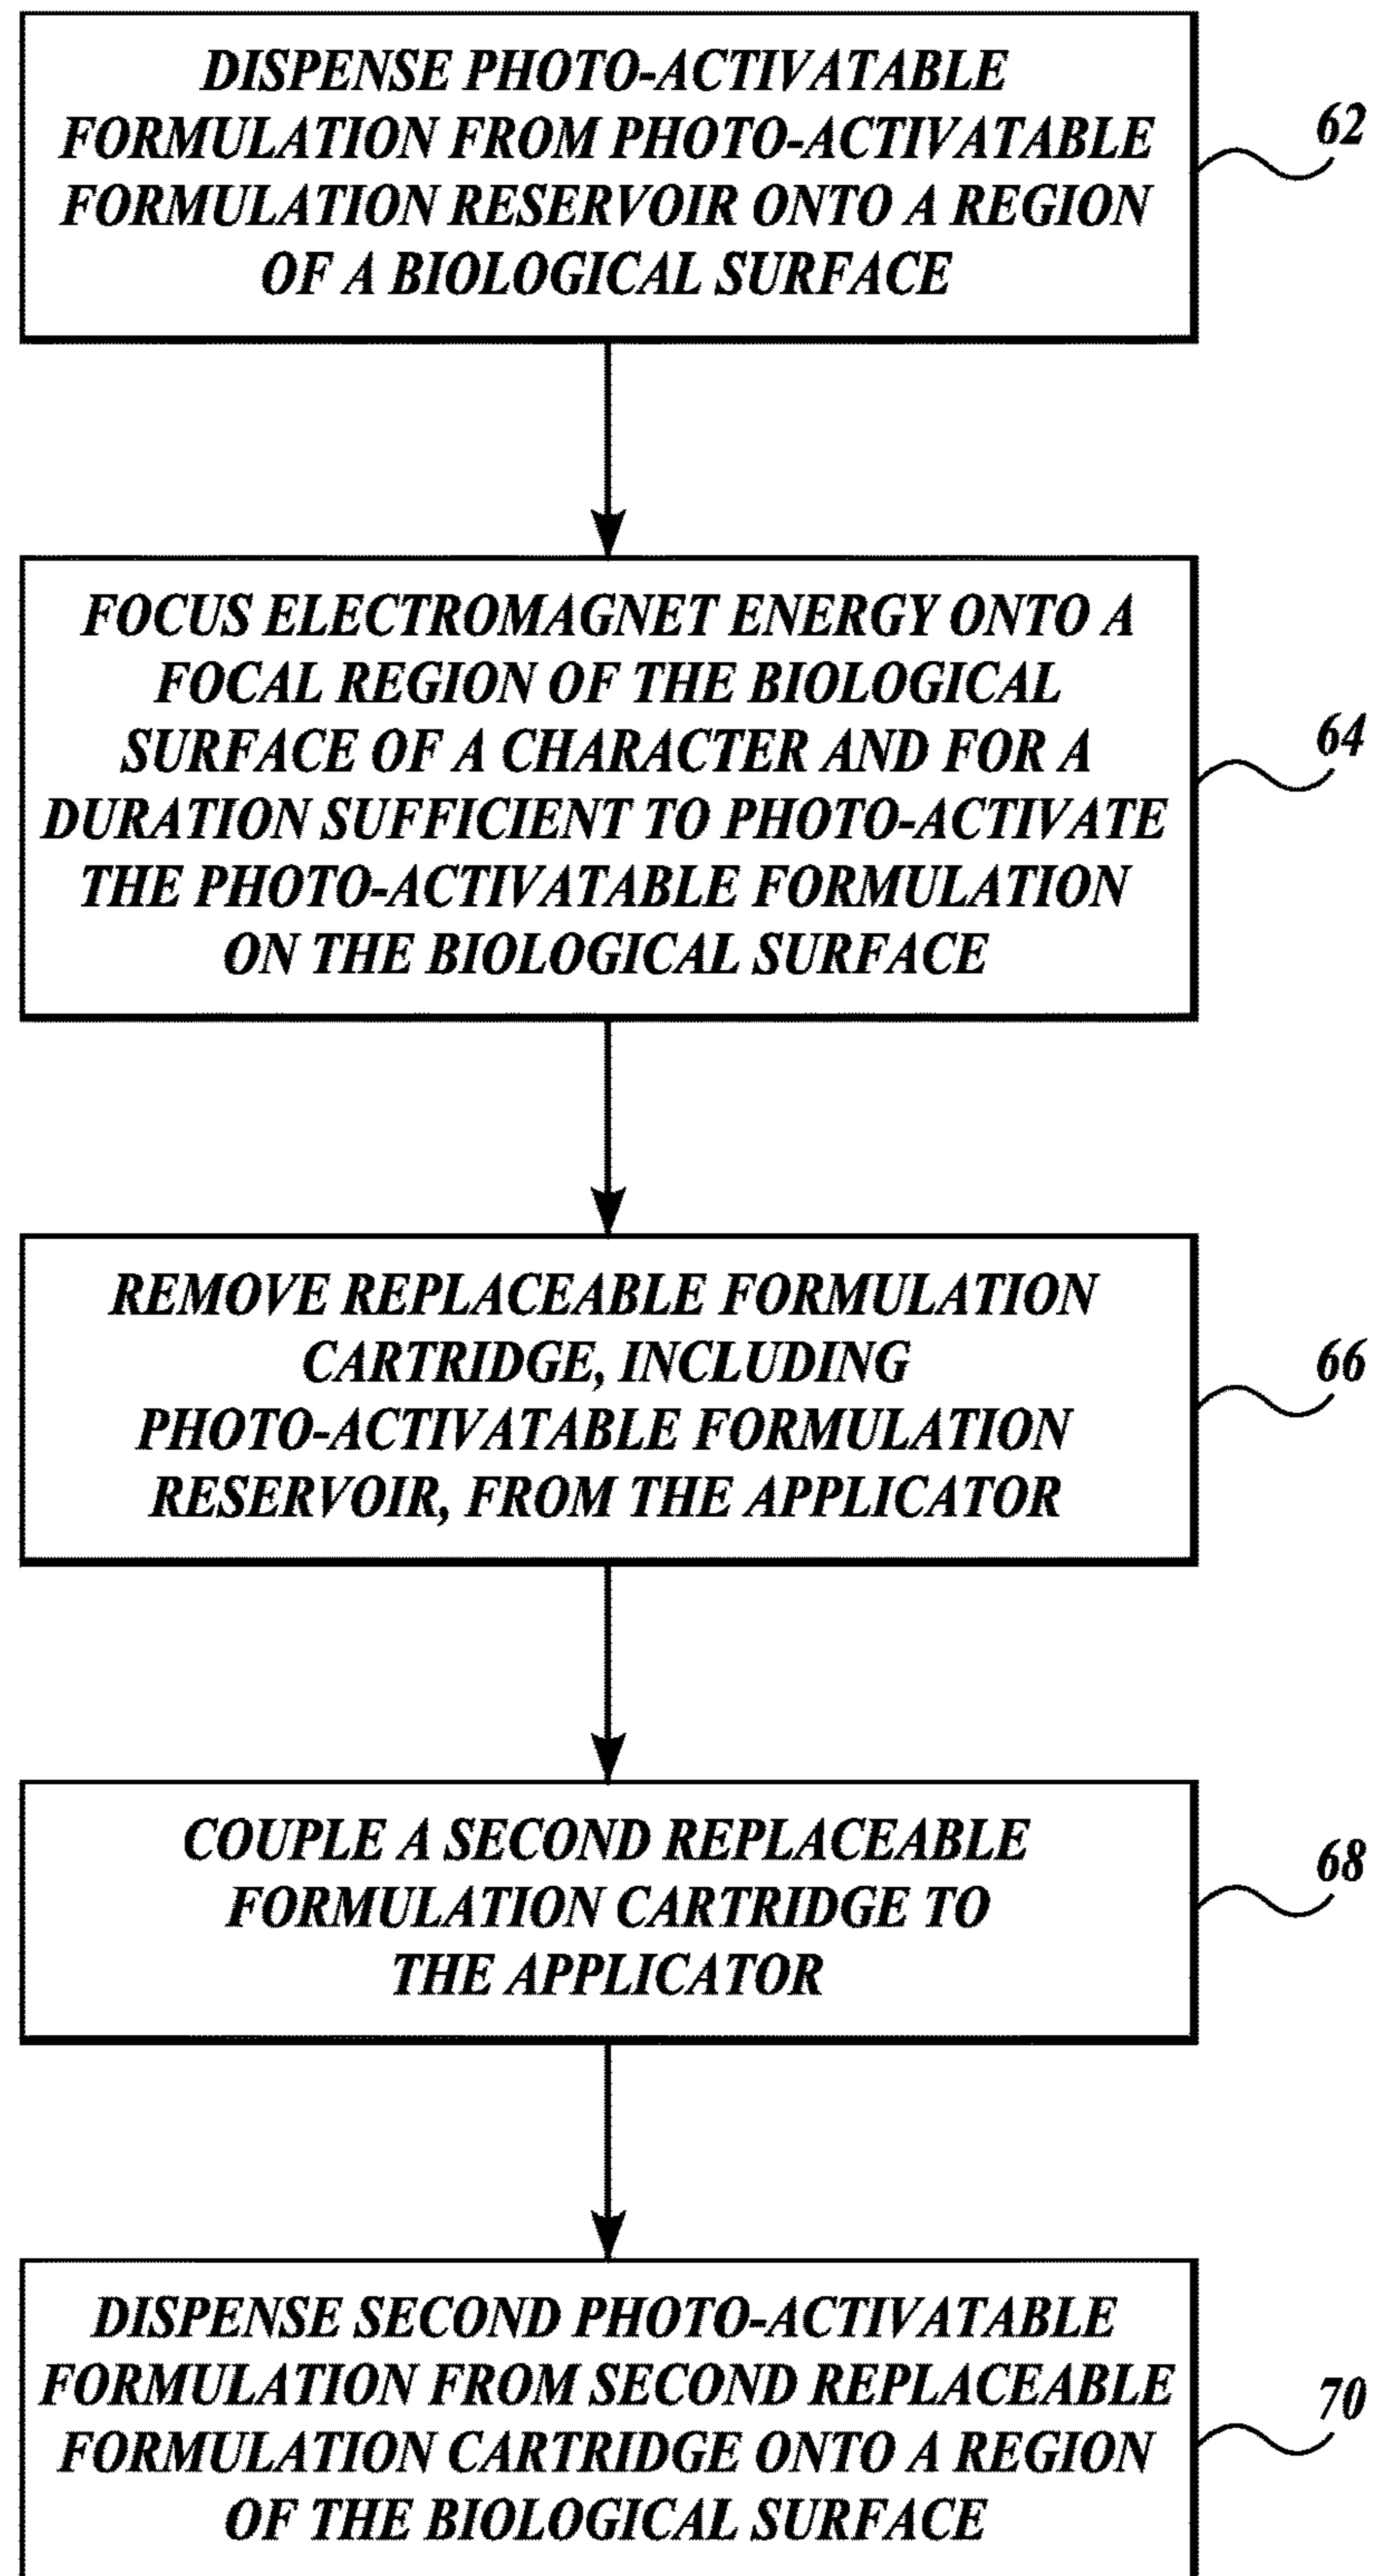 DISPENSE PHOTO-ACTIVATABLE
FORMULATION FROM PHOTO-ACTIVATABLE
FORMULATION RESERVOIR ONTO A REGION
OF A BIOLOGICAL SURFACE
62
FOCUS ELECTROMAGNET ENERGY ONTO A
FOCAL REGION OF THE BIOLOGICAL
SURFACE OF A CHARACTER AND FOR A
DURATION SUFFICIENT TO PHOTO-ACTIVATE
THE PHOTO-ACTIVATABLE FORMULATION
ON THE BIOLOGICAL SURFACE
64
REMOVE REPLACEABLE FORMULATION
CARTRIDGE, INCLUDING
PHOTO-ACTIVATABLE FORMULATION
RESERVOIR, FROM THE APPLICATOR
66
COUPLE A SECOND REPLACEABLE
FORMULATION CARTRIDGE TO
THE APPLICATOR
68
DISPENSE SECOND PHOTO-ACTIVATABLE
FORMULATION FROM SECOND REPLACEABLE
FORMULATION CARTRIDGE ONTO A REGION
OF THE BIOLOGICAL SURFACE
70